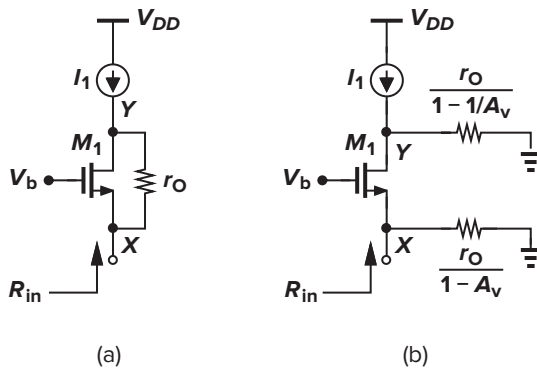 V_DD
I_1
Y
M_1
V_b
r_O
X
R_in
(a)
V_DD
I_1
r_O
1 − 1/A_v
M_1
Y
V_b
X
r_O
1 − A_v
R_in
(b)